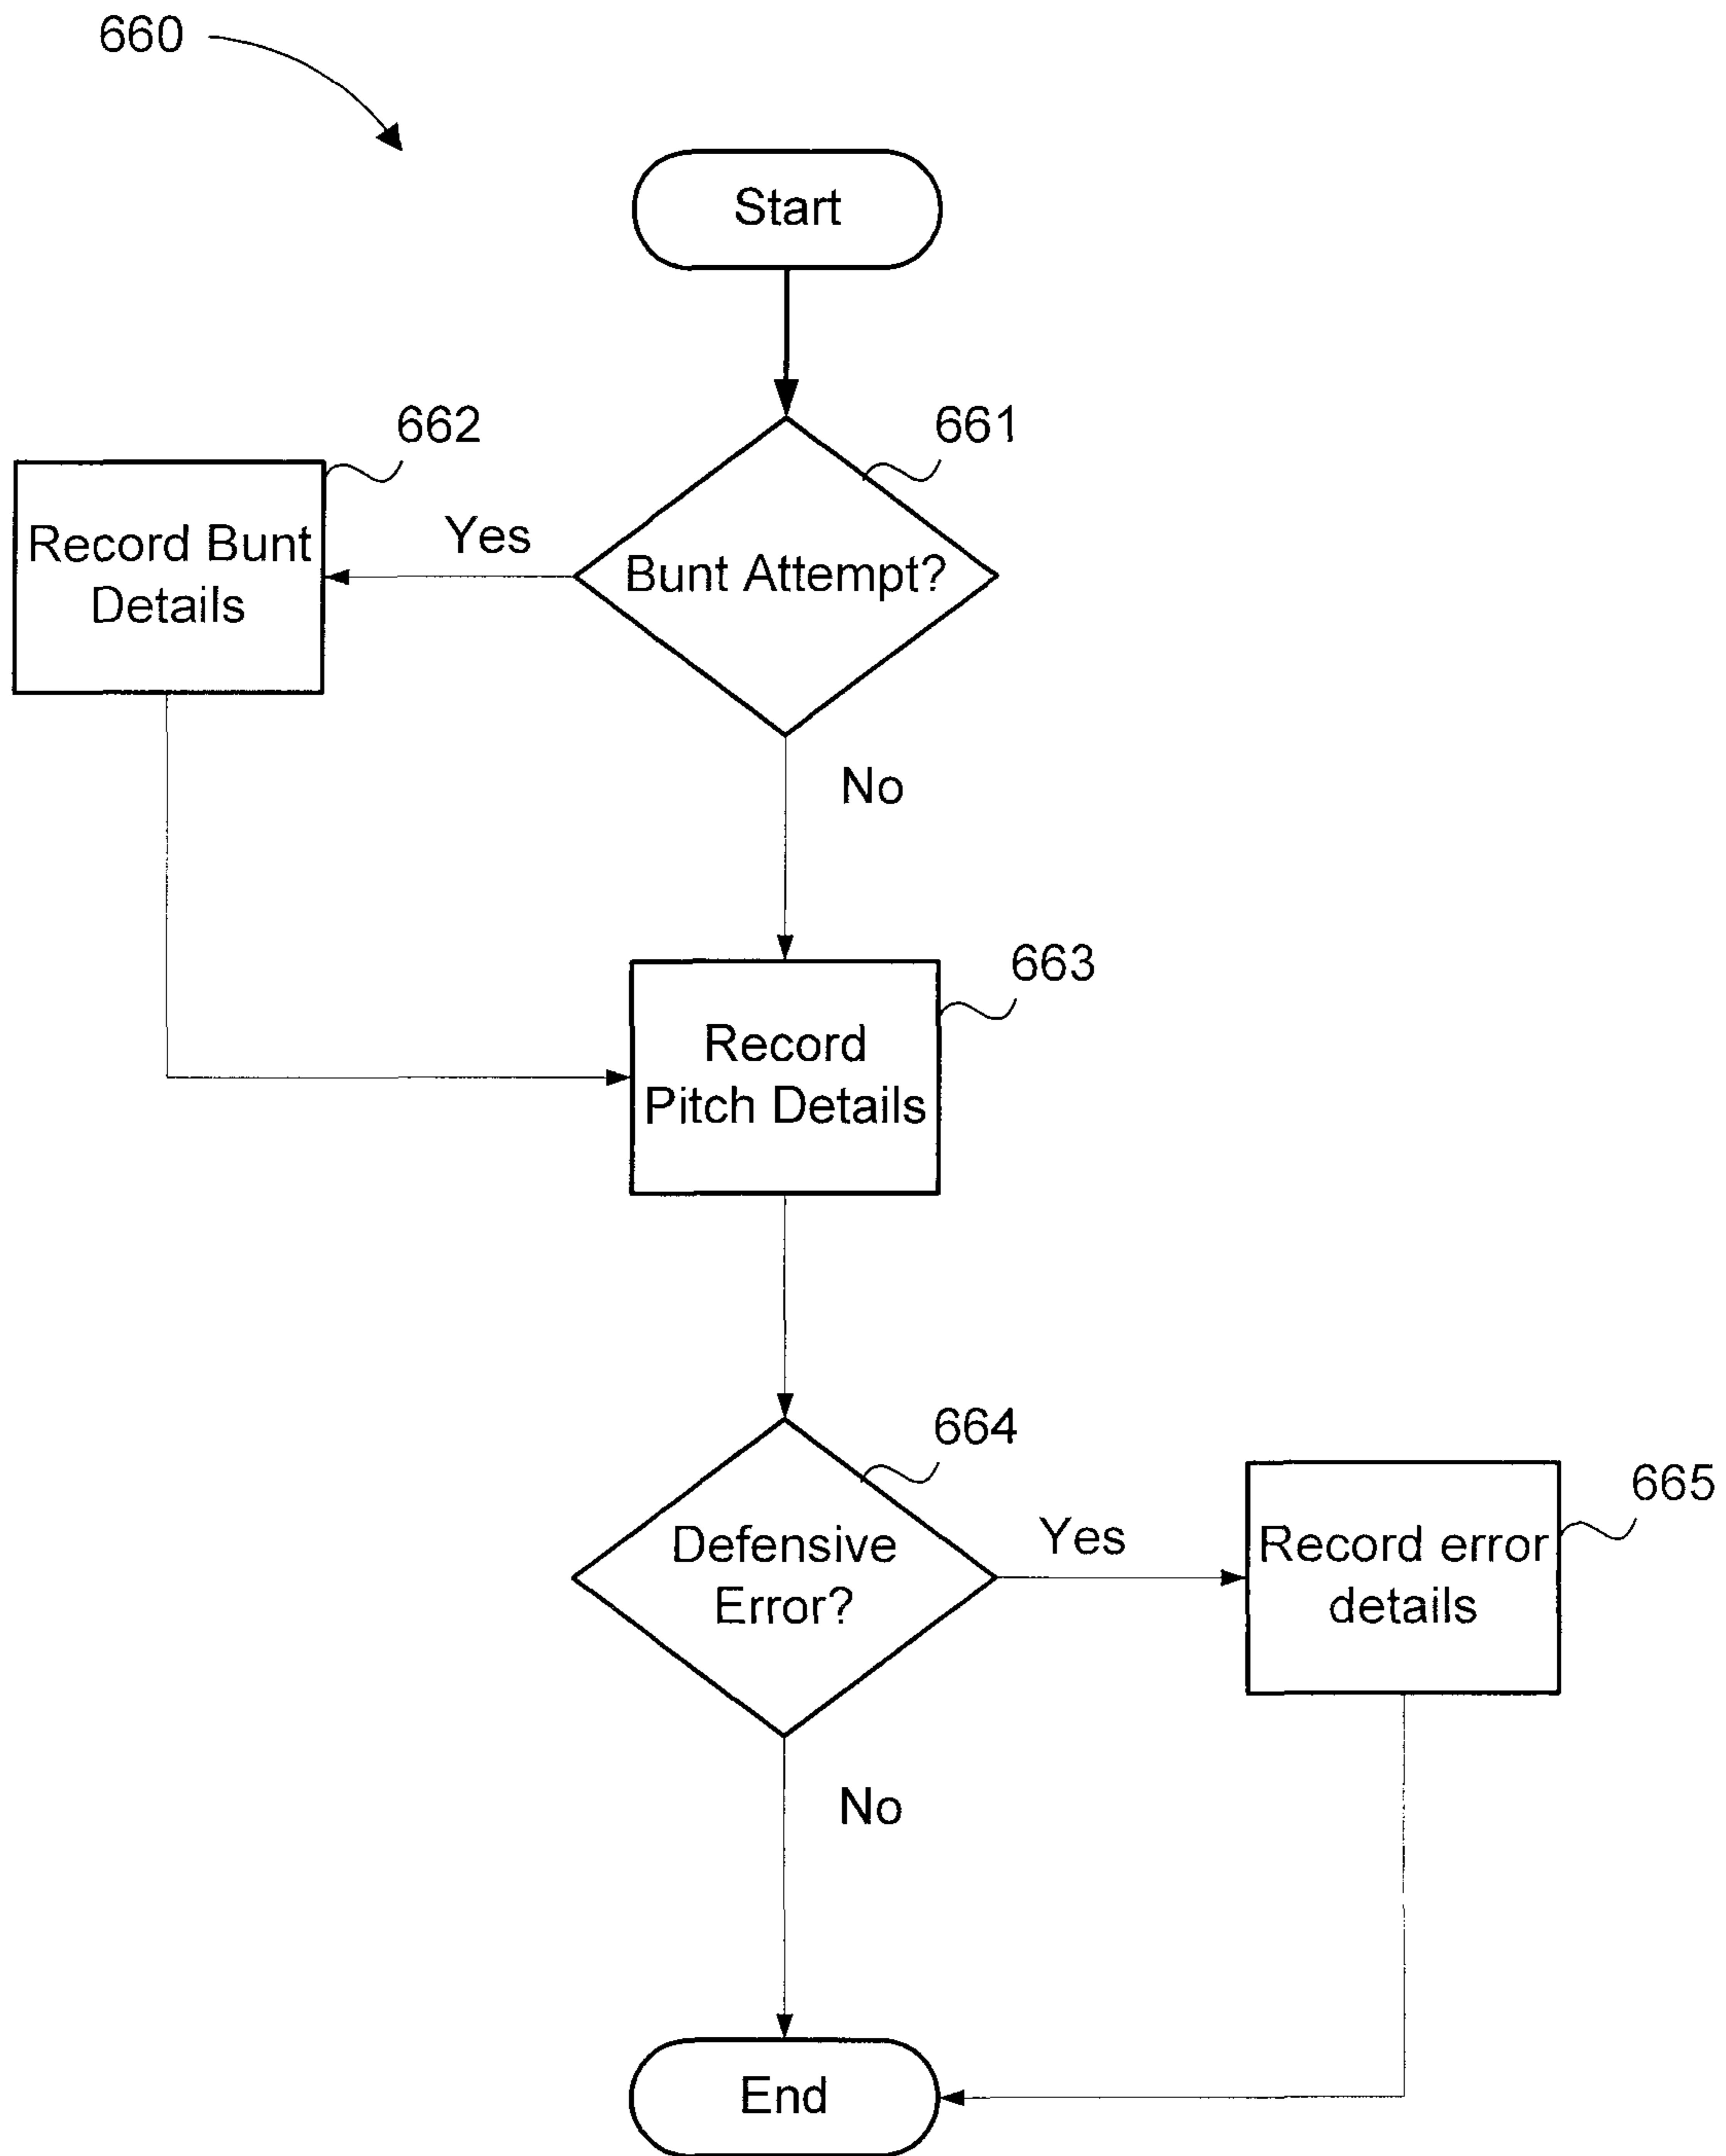 660
Start
661
662
Record Bunt
Details
Yes
Bunt Attempt?
No
663
Record
Pitch Details
664
665
Defensive
Error?
Yes
Record error
details
No
End